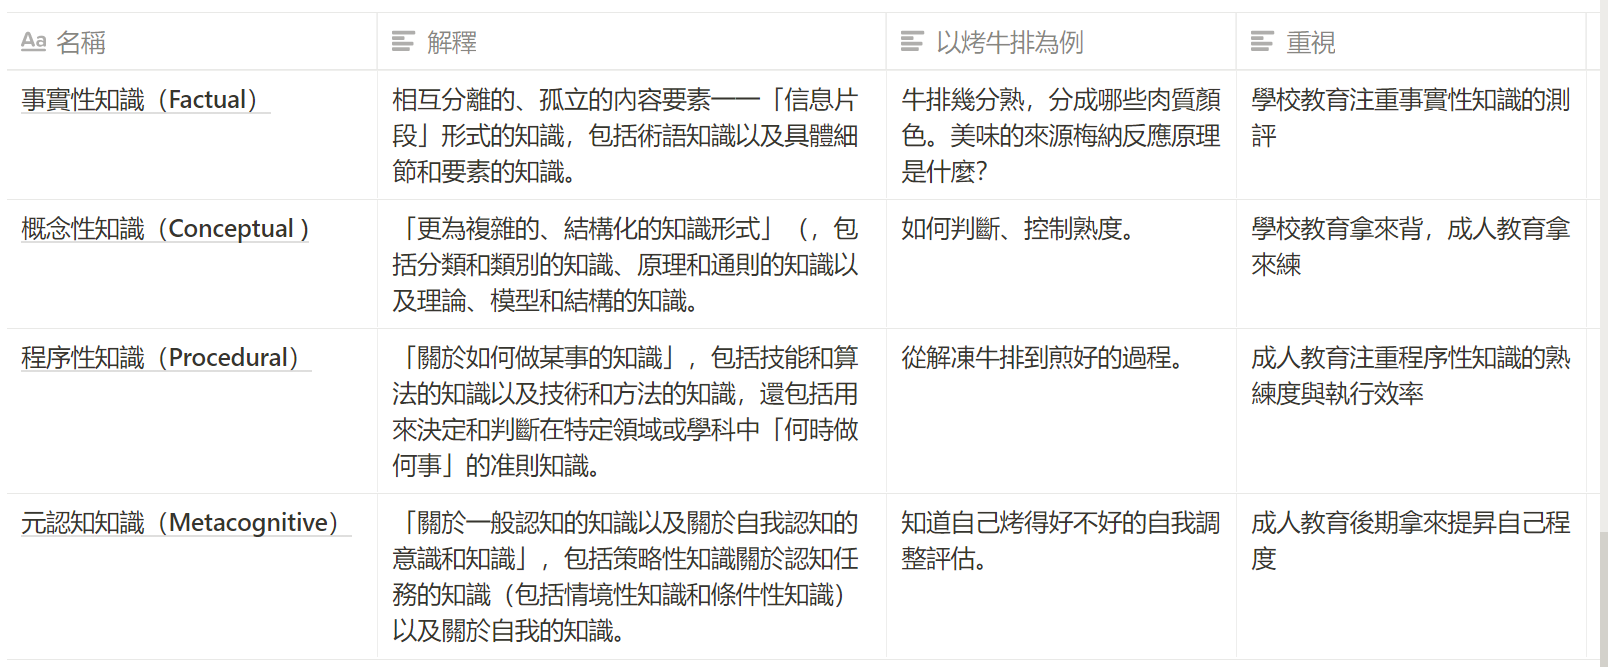 Aa 名稱
解釋
以烤牛排為例
重視
事實性知識（Factual）
相互分離的、孤立的內容要素——「信息片
段」形式的知識，包括術語知識以及具體細
節和要素的知識。
牛排幾分熟，分成哪些肉質顏
色。美味的來源梅納反應原理
是什麼？
學校教育注重事實性知識的測
評
概念性知識（Conceptual ）
「更為複雜的、結構化的知識形式」（，包
括分類和類別的知識、原理和通則的知識以
及理論、模型和結構的知識。
如何判斷、控制熟度。
學校教育拿來背，成人教育拿
來練
程序性知識（Procedural）
「關於如何做某事的知識」，包括技能和算
法的知識以及技術和方法的知識，還包括用
來決定和判斷在特定領域或學科中「何時做
何事」的准則知識。
從解凍牛排到煎好的過程。
成人教育注重程序性知識的熟
練度與執行效率
元認知知識（Metacognitive）
「關於一般認知的知識以及關於自我認知的
意識和知識」，包括策略性知識關於認知任
務的知識（包括情境性知識和條件性知識）
以及關於自我的知識。
知道自己烤得好不好的自我調
整評估。
成人教育後期拿來提昇自己程
度